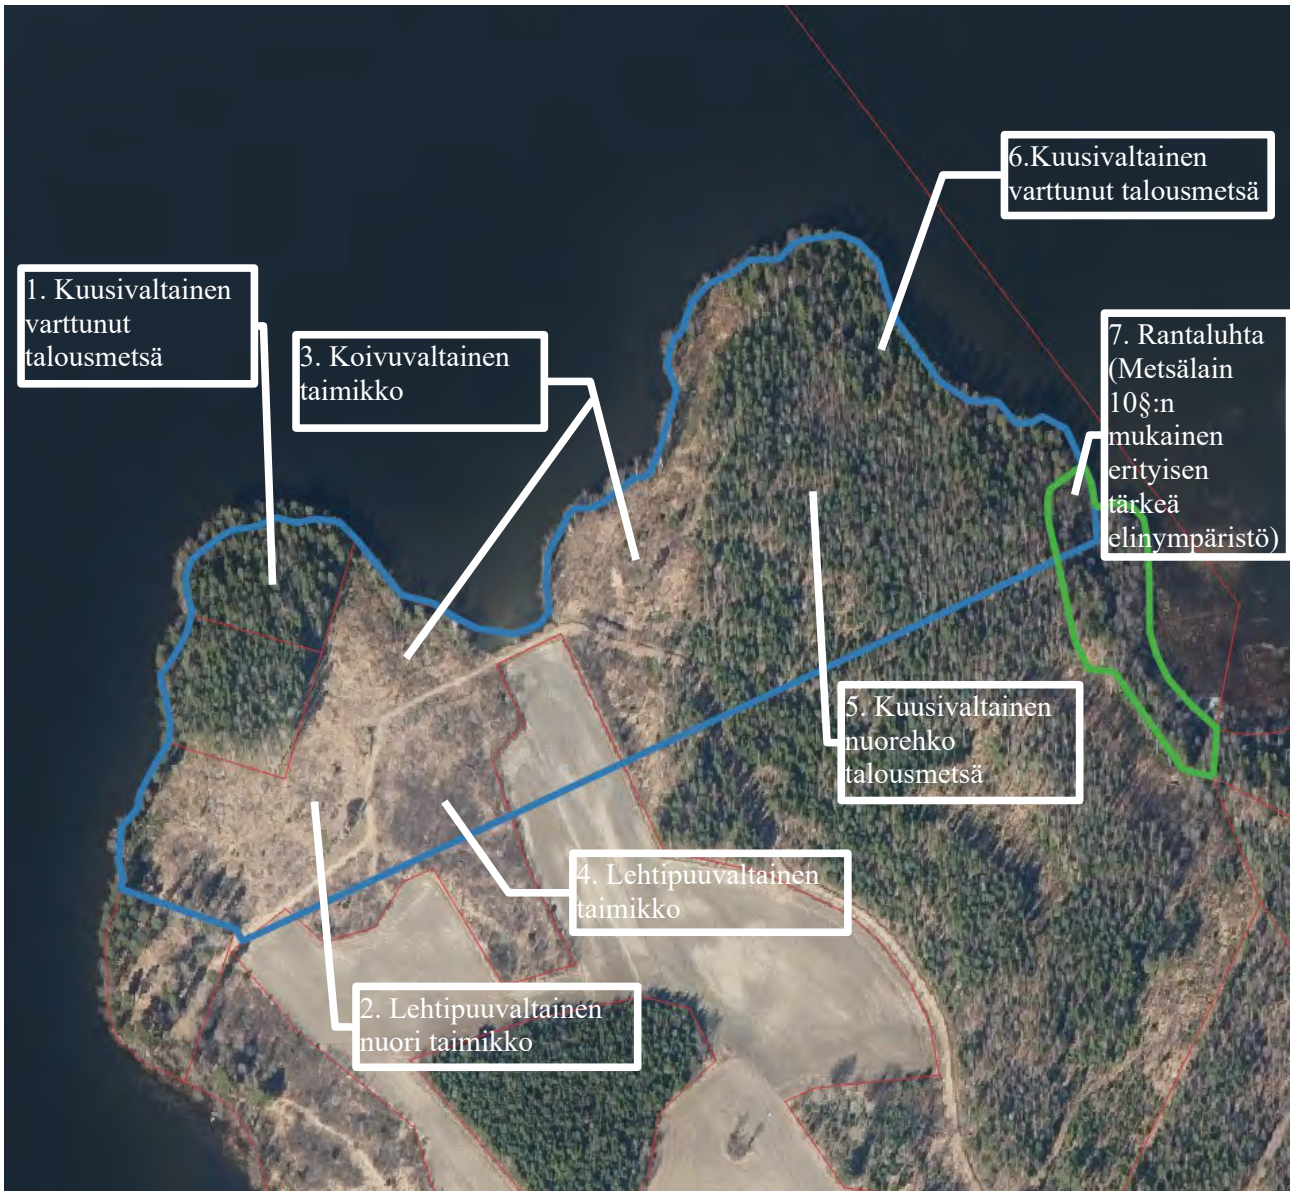 1. Kuusivaltainen
varttunut
talousmetsä
3. Koivuvaltainen
taimikko
6.Kuusivaltainen
varttunut talousmetsä
7. Rantaluhta
(Metsälain
10§:n
mukainen
erityisen
tärkeä
elinympäristö)
5. Kuusivaltainen
nuorehko
talousmetsä
4. Lehtipuuvaltainen
taimikko
2. Lehtipuuvaltainen
nuori taimikko